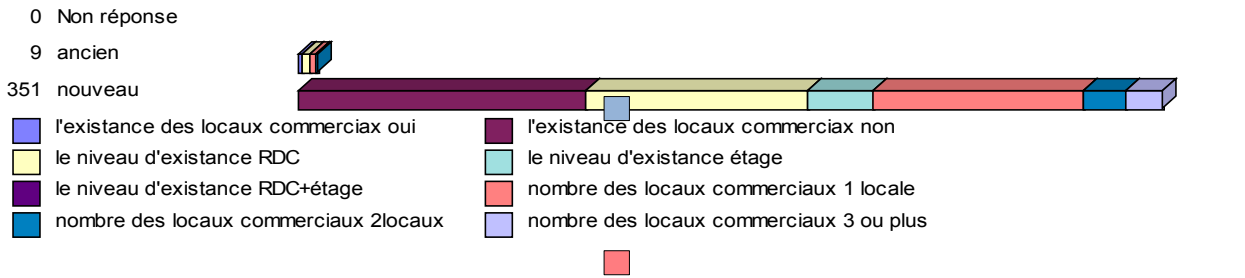 0 Non réponse
9 ancien
351 nouveau
l'existance des locaux commerciax oui
l'existance des locaux commerciax non
le niveau d'existance RDC
le niveau d'existance étage
le niveau d'existance RDC+étage
nombre des locaux commerciaux 1 locale
nombre des locaux commerciaux 2locaux
nombre des locaux commerciaux 3 ou plus